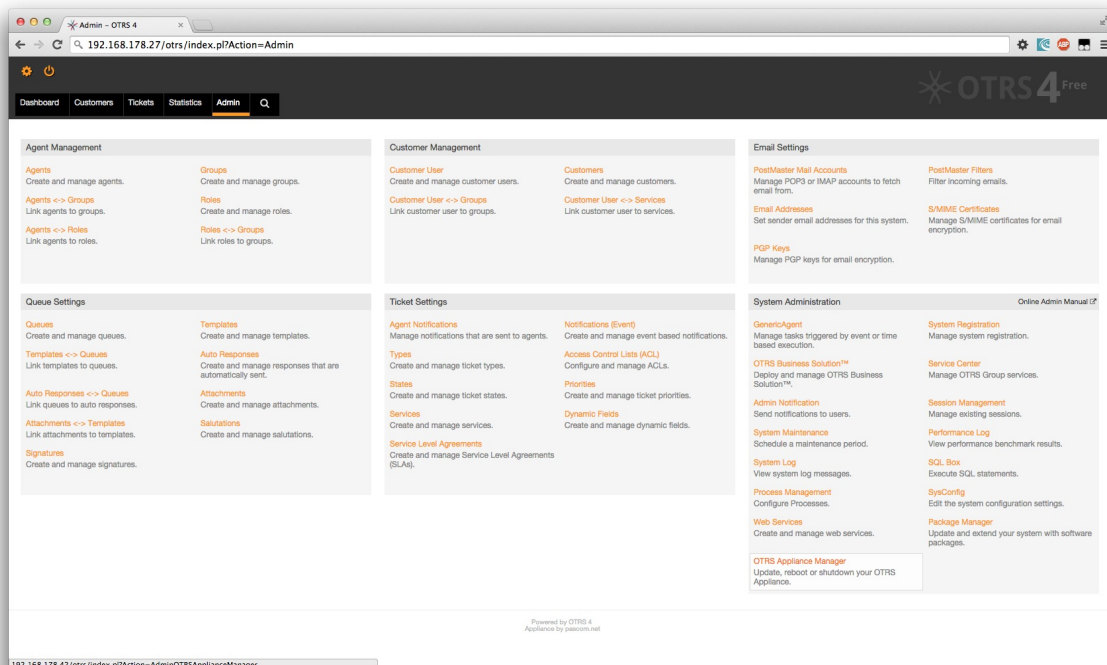 Admin – OTRS 4
192.168.178.27/otrs/index.pl?Action=Admin
ABP
OTRS 4 Free
Dashboard Customers Tickets Statistics Admin
Agent Management
Agents
Create and manage agents.
Groups
Create and manage groups.
Agents <-> Groups
Link agents to groups.
Roles
Create and manage roles.
Agents <-> Roles
Link agents to roles.
Roles <-> Groups
Link roles to groups.
Customer Management
Customer User
Create and manage customer users.
Customers
Create and manage customers.
Customer User <-> Groups
Link customer user to groups.
Customer User <-> Services
Link customer user to services.
Email Settings
PostMaster Mail Accounts
Manage POP3 or IMAP accounts to fetch
email from.
PostMaster Filters
Filter incoming emails.
Email Addresses
Set sender email addresses for this system.
S/MIME Certificates
Manage S/MIME certificates for email
encryption.
PGP Keys
Manage PGP keys for email encryption.
Queue Settings
Queues
Create and manage queues.
Templates
Create and manage templates.
Templates <-> Queues
Link templates to queues.
Auto Responses
Create and manage responses that are
automatically sent.
Auto Responses <-> Queues
Link queues to auto responses.
Attachments
Create and manage attachments.
Attachments <-> Templates
Link attachments to templates.
Salutations
Create and manage salutations.
Signatures
Create and manage signatures.
Ticket Settings
Agent Notifications
Manage notifications that are sent to agents.
Notifications (Event)
Create and manage event based notifications.
Types
Create and manage ticket types.
Access Control Lists (ACL)
Configure and manage ACLs.
States
Create and manage ticket states.
Priorities
Create and manage ticket priorities.
Services
Create and manage services.
Dynamic Fields
Create and manage dynamic fields.
Service Level Agreements
Create and manage Service Level Agreements
(SLAs).
System Administration
Online Admin Manual
GenericAgent
Manage tasks triggered by event or time
based execution.
System Registration
Manage system registration.
OTRS Business Solution™
Deploy and manage OTRS Business
Solution™.
Service Center
Manage OTRS Group services.
Admin Notification
Send notifications to users.
Session Management
Manage existing sessions.
System Maintenance
Schedule a maintenance period.
Performance Log
View performance benchmark results.
System Log
View system log messages.
SQL Box
Execute SQL statements.
Process Management
Configure Processes.
SysConfig
Edit the system configuration settings.
Web Services
Create and manage web services.
Package Manager
Update and extend your system with software
packages.
OTRS Appliance Manager
Update, reboot or shutdown your OTRS
Appliance.
Powered by OTRS 4
Appliance by pascom.net
192.168.178.42/otrs/index.pl?Action=AdminOTRSApplianceManager